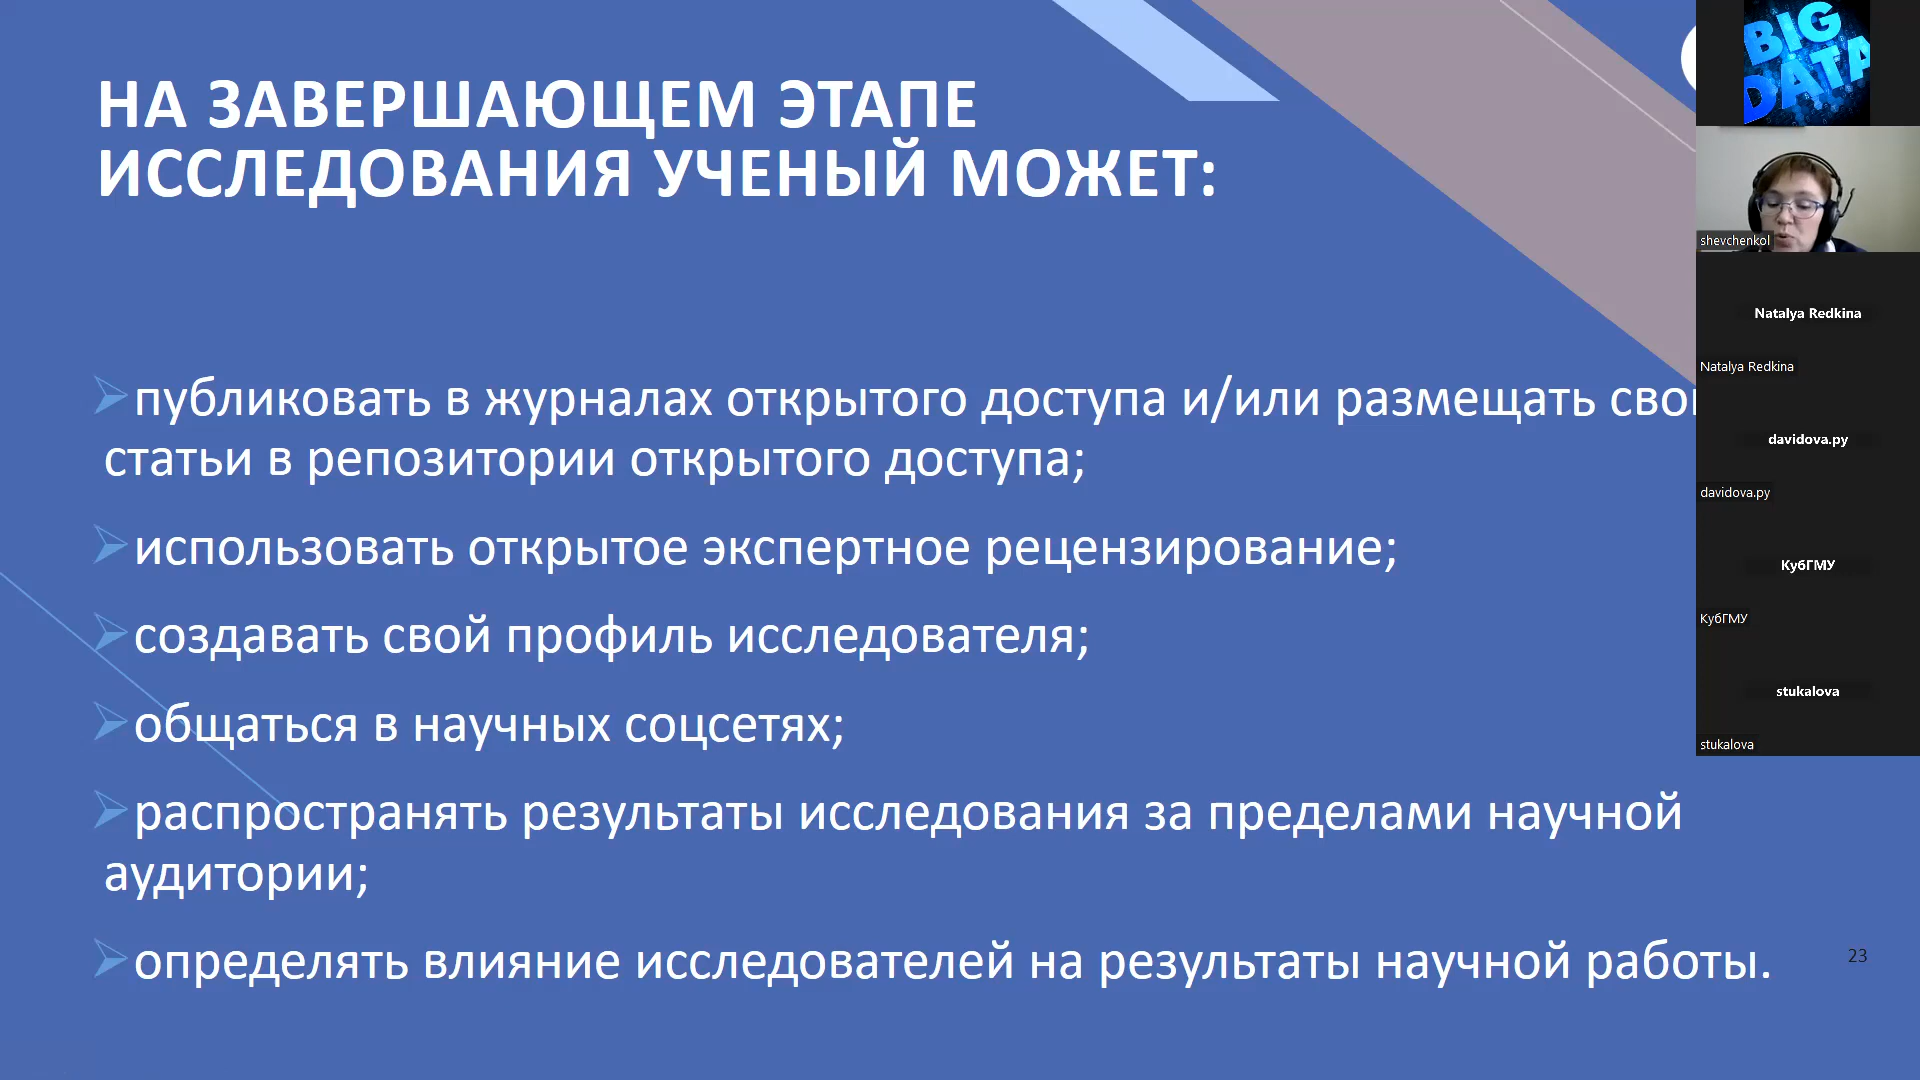 НА ЗАВЕРШАЮЩЕМ ЭТАПЕ
ИССЛЕДОВАНИЯ УЧЕНЫЙ МОЖЕТ:
публиковать в журналах открытого доступа и/или размещать
статьи в репозитории открытого доступа;
использовать открытое экспертное рецензирование;
создавать свой профиль исследователя;
общаться в научных соцсетях;
распространять результаты исследования за пределами научной
аудитории;
определять влияние исследователей на результаты научной работы.
23
BIG
DATA
shevchenkol
Natalya Redkina
Natalya Redkina
davidova.py
davidova.py
КубГМУ
КубГМУ
stukalova
stukalova